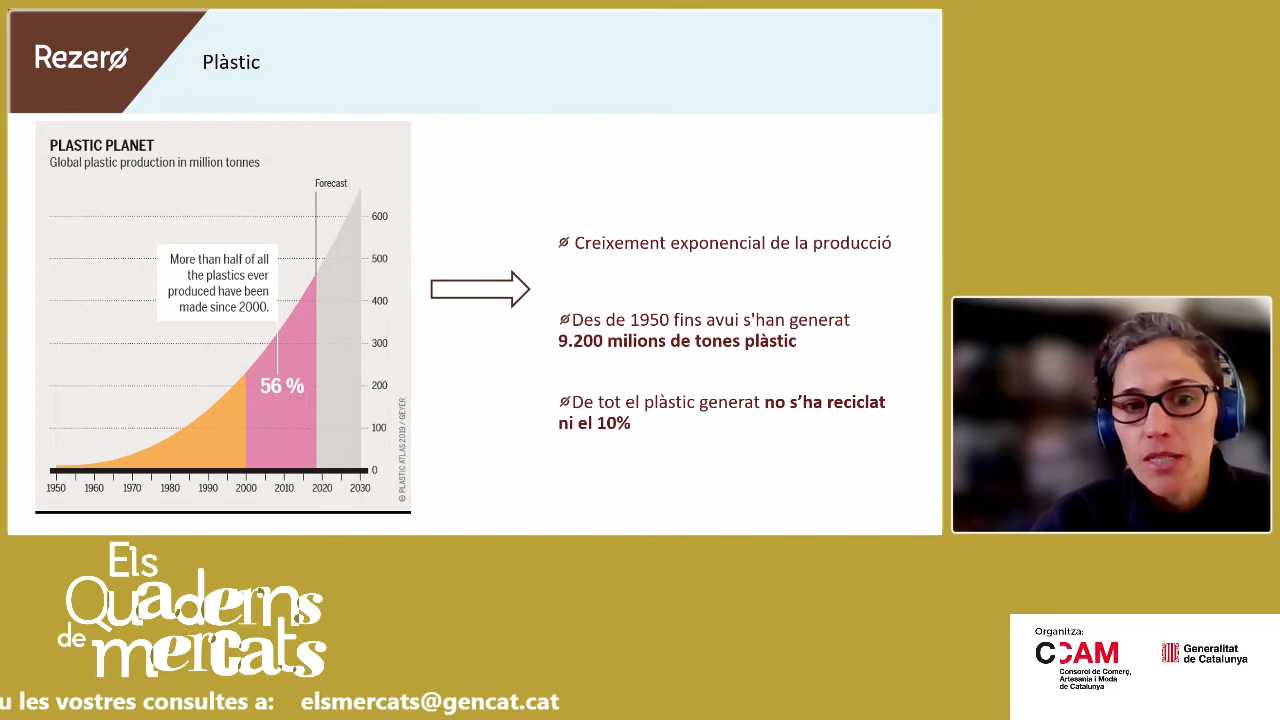 Rezerø
Plàstic
PLASTIC PLANET
Global plastic production in million tonnes
Forecast
600
500
400
300
200
100
0
More than half of all
the plastics ever
produced have been
made since 2000.
56 %
1950 1960 1970 1980 1990 2000 2010 2020 2030
© PLASTIC ATLAS 2019 / GEYER
Creixement exponencial de la producció
Des de 1950 fins avui s'han generat
9.200 milions de tones plàstic
De tot el plàstic generat no s’ha reciclat
ni el 10%
Els
Quaderns
de mercats
u les vostres consultes a: elsmercats@gencat.cat
Organitza:
CCAM
Consorci de Comerç,
Artesania i Moda
de Catalunya
Generalitat
de Catalunya